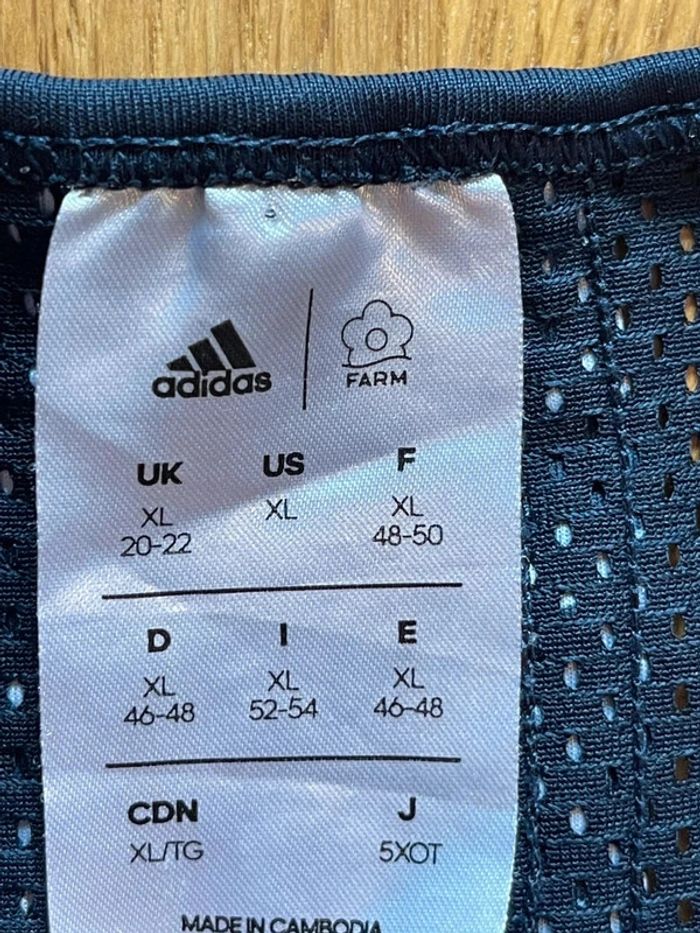 adidas
FARM
UK US F
XL XL XL
20-22 48-50
D I E
XL XL XL
46-48 52-54 46-48
CDN J
XL/TG 5XOT
MADE IN CAMBODIA